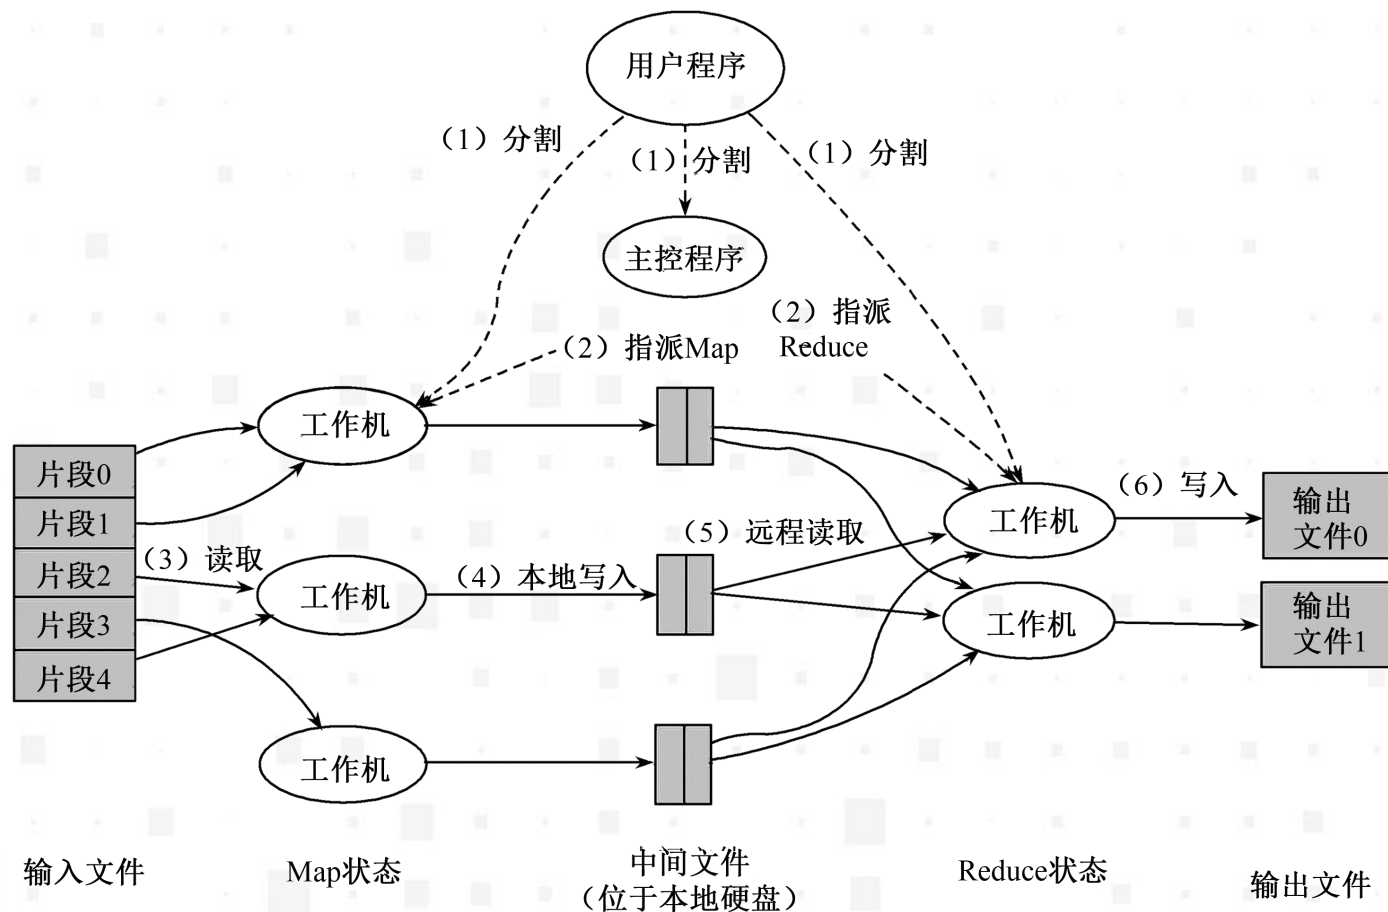 用户程序
（1）分割
（1）分割
（1）分割
主控程序
（2）指派Map
（2）指派
Reduce
工作机
片段0
片段1
片段2
片段3
片段4
（3）读取
工作机
（4）本地写入
（5）远程读取
工作机
（6）写入
输出
文件0
工作机
输出
文件1
工作机
输入文件
Map状态
中间文件
（位于本地硬盘）
Reduce状态
输出文件